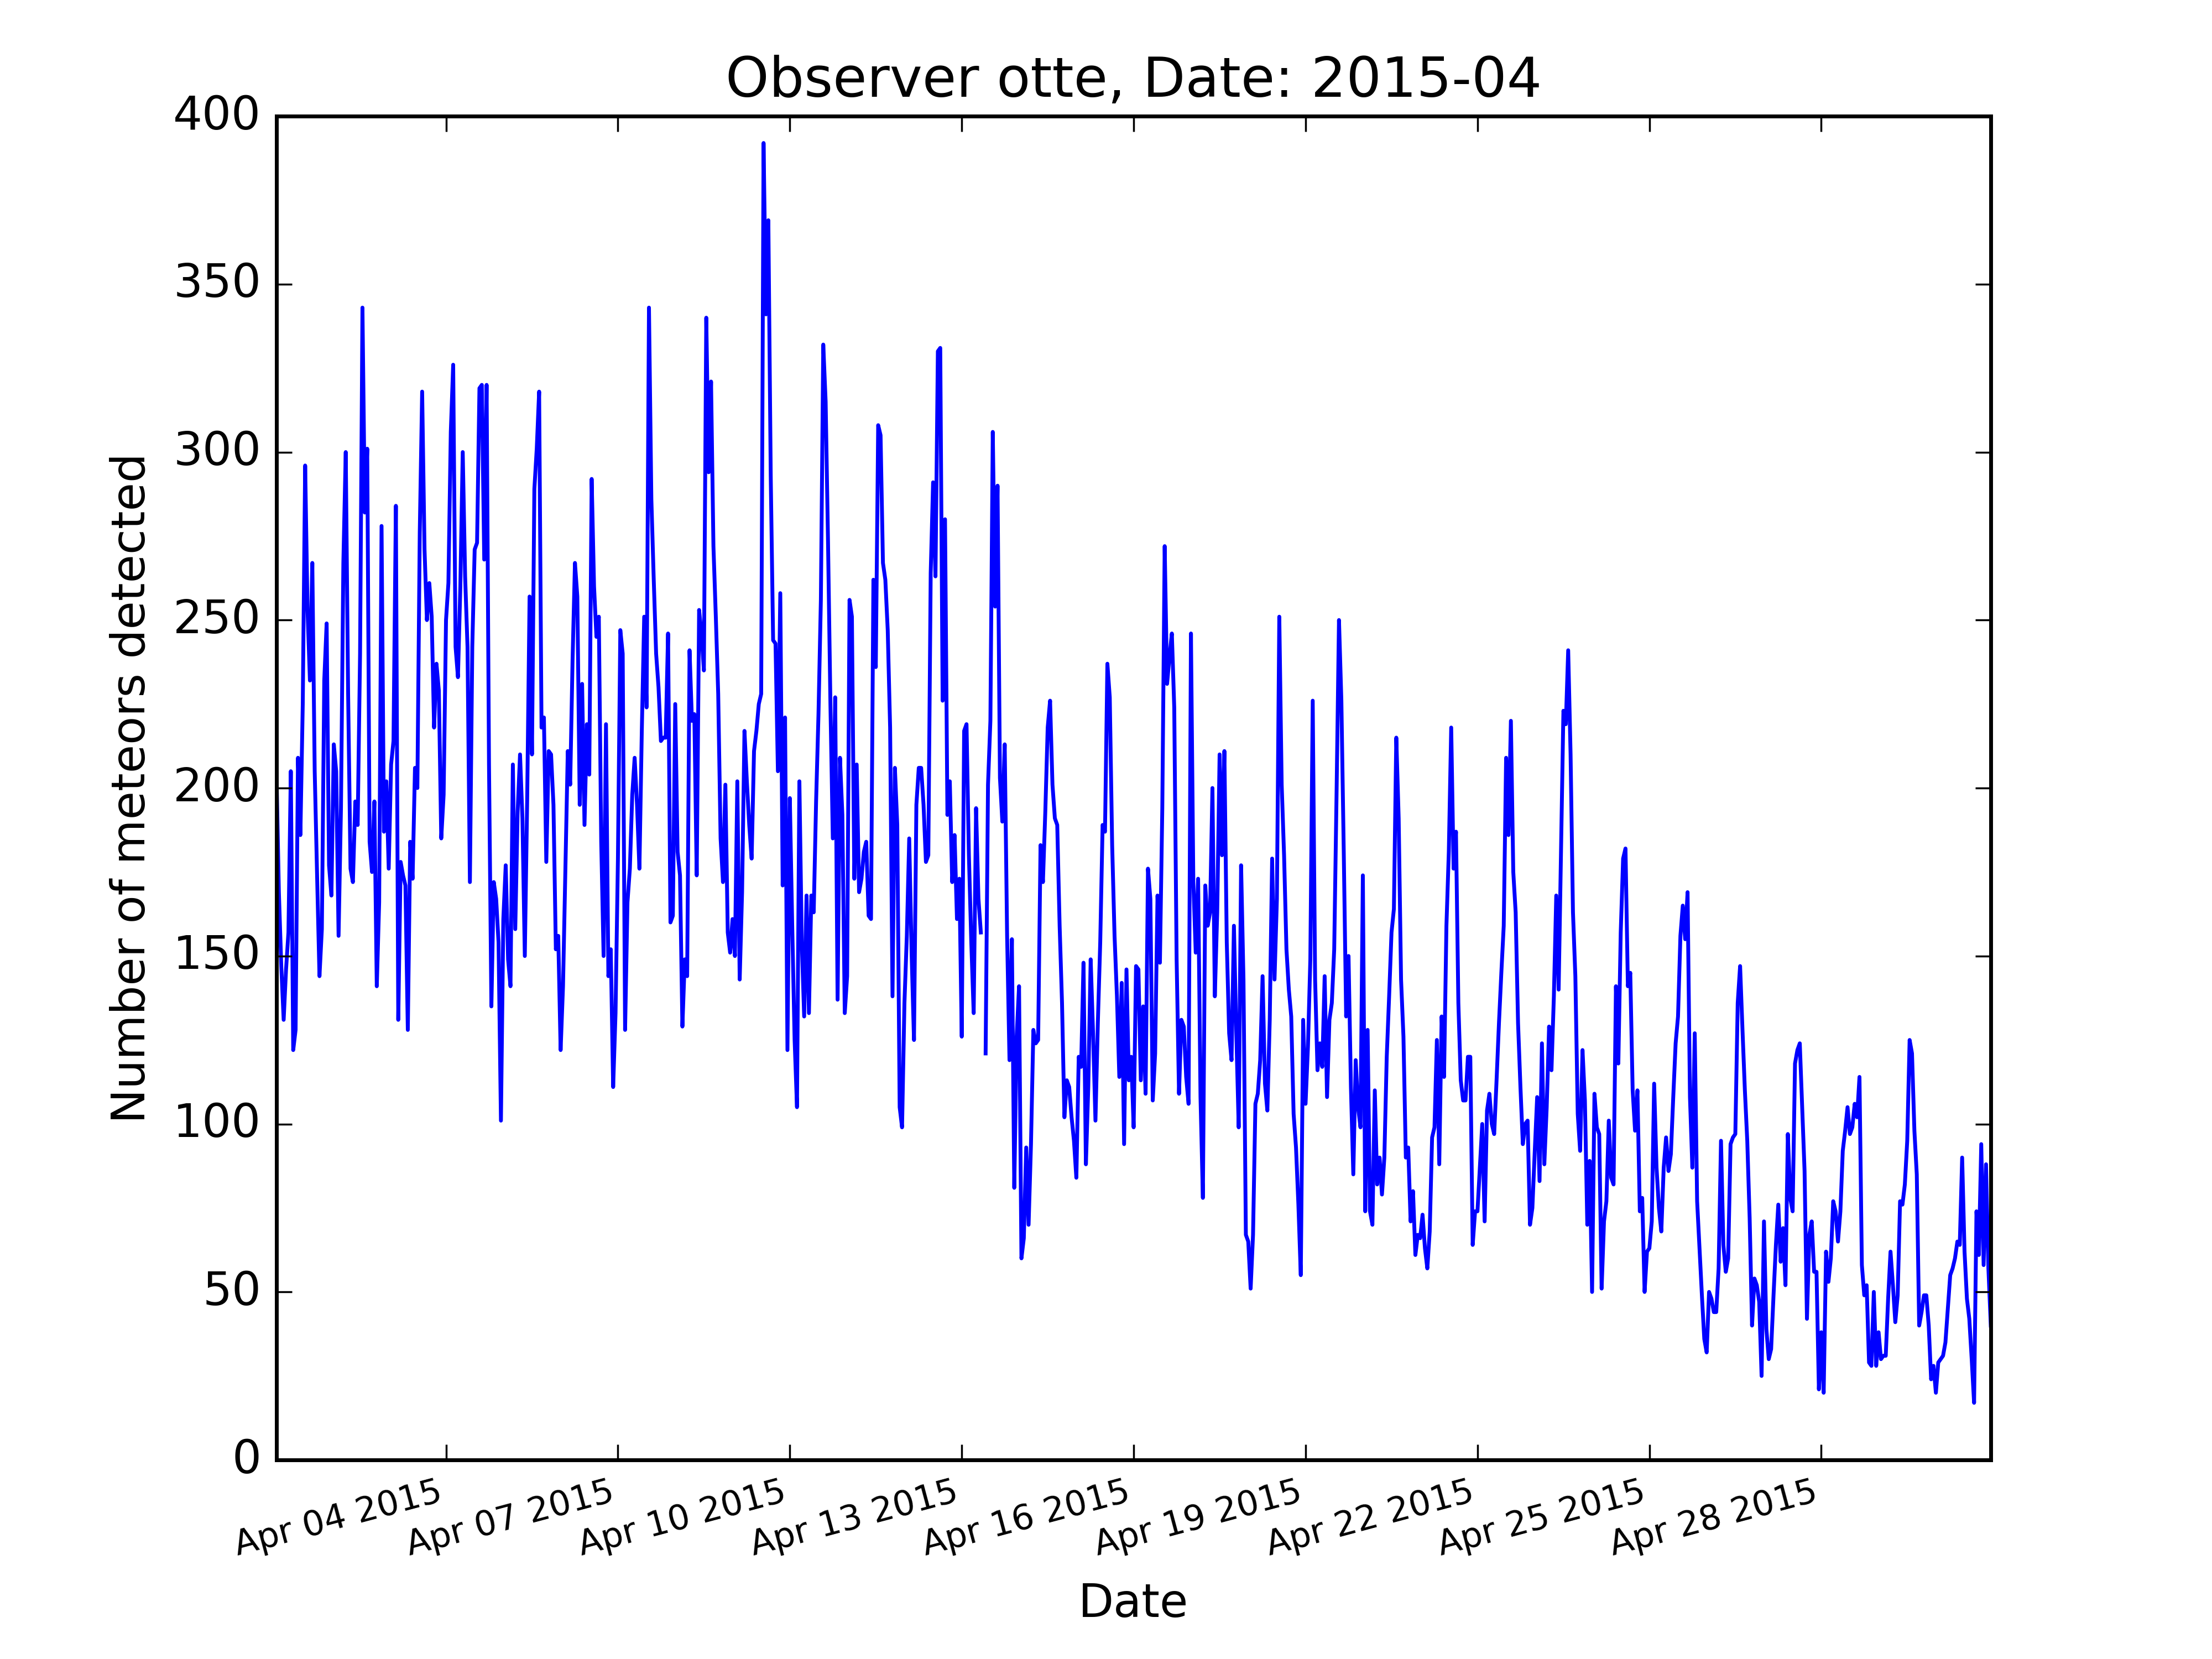 Observer otte, Date: 2015-04
400
350
300
250
200
150
100
50
0
Number of meteors detected
Apr 04 2015
Apr 07 2015
Apr 10 2015
Apr 13 2015
Apr 16 2015
Apr 19 2015
Apr 22 2015
Apr 25 2015
Apr 28 2015
Date